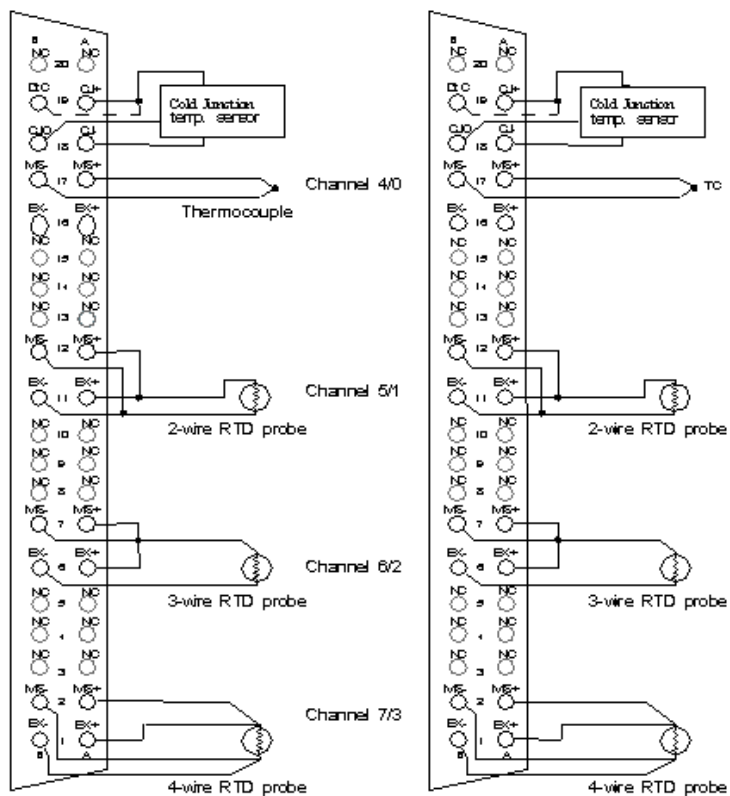 B A
NC 20 NC
DtC 19 CJ+
Cold Junction
temp. sensor
CJO 18 CJ-
MS- 17 MS+
Thermocouple
EX- 16 EX+
NC 15 NC
NC 14 NC
NC 13 NC
MS- 12 MS+
EX- 11 EX+
2-wire RTD probe
NC 10 NC
NC 9 NC
NC 8 NC
MS- 7 MS+
EX- 6 EX+
3-wire RTD probe
NC 5 NC
NC 4 NC
NC 3 NC
MS- 2 MS+
EX- 1 EX+
B A
4-wire RTD probe
Channel 4/0
Channel 5/1
Channel 6/2
Channel 7/3
B A
NC 20 NC
DtC 19 CJ+
Cold Junction
temp. sensor
CJO 18 CJ-
MS- 17 MS+
TC
EX- 16 EX+
NC 15 NC
NC 14 NC
NC 13 NC
MS- 12 MS+
EX- 11 EX+
2-wire RTD probe
NC 10 NC
NC 9 NC
NC 8 NC
MS- 7 MS+
EX- 6 EX+
3-wire RTD probe
NC 5 NC
NC 4 NC
NC 3 NC
MS- 2 MS+
EX- 1 EX+
B A
4-wire RTD probe